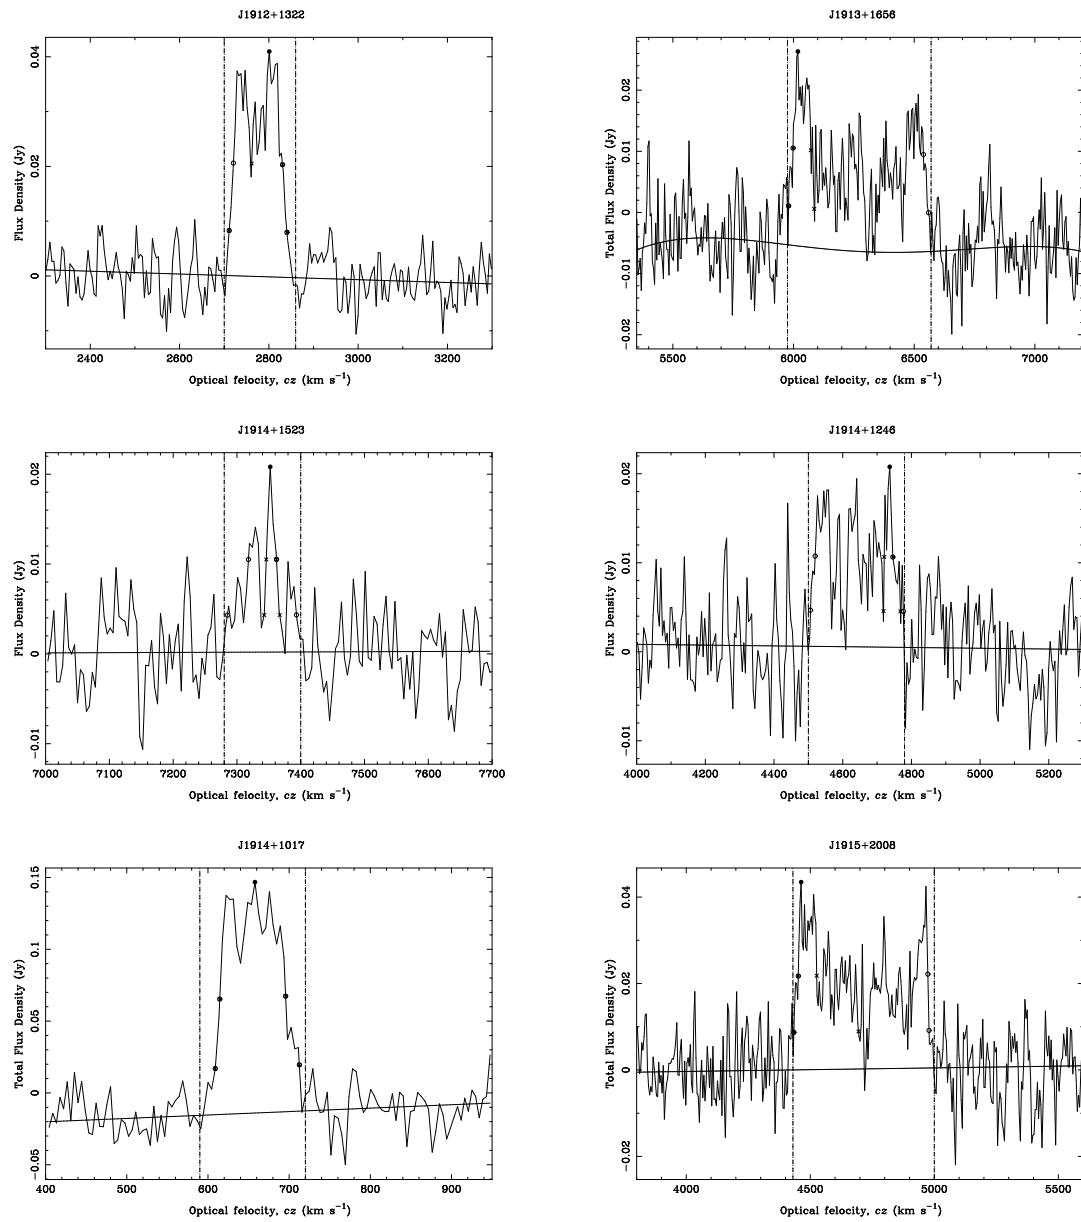 J1912+1322
J1913+1656
Flux Density (Jy)
0.04
0.02
0
2400 2600 2800 3000 3200
Optical felocity, cz (km s⁻¹)
Total Flux Density (Jy)
0.02
0.01
0
−0.01
−0.02
5500 6000 6500 7000
Optical felocity, cz (km s⁻¹)
J1914+1523
J1914+1246
Flux Density (Jy)
0.02
0.01
0
−0.01
7000 7100 7200 7300 7400 7500 7600 7700
Optical felocity, cz (km s⁻¹)
Flux Density (Jy)
0.02
0.01
0
−0.01
4000 4200 4400 4600 4800 5000 5200
Optical felocity, cz (km s⁻¹)
J1914+1017
J1915+2008
Total Flux Density (Jy)
0.15
0.1
0.05
0
−0.05
400 500 600 700 800 900
Optical felocity, cz (km s⁻¹)
Total Flux Density (Jy)
0.04
0.02
0
−0.02
4000 4500 5000 5500
Optical felocity, cz (km s⁻¹)